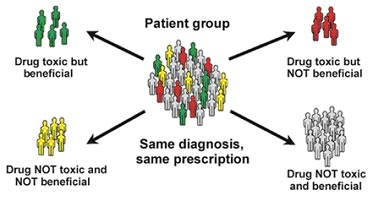 Patient group
Drug toxic but
beneficial
Drug toxic but
NOT beneficial
Same diagnosis,
same prescription
Drug NOT toxic and
NOT beneficial
Drug NOT toxic
and beneficial